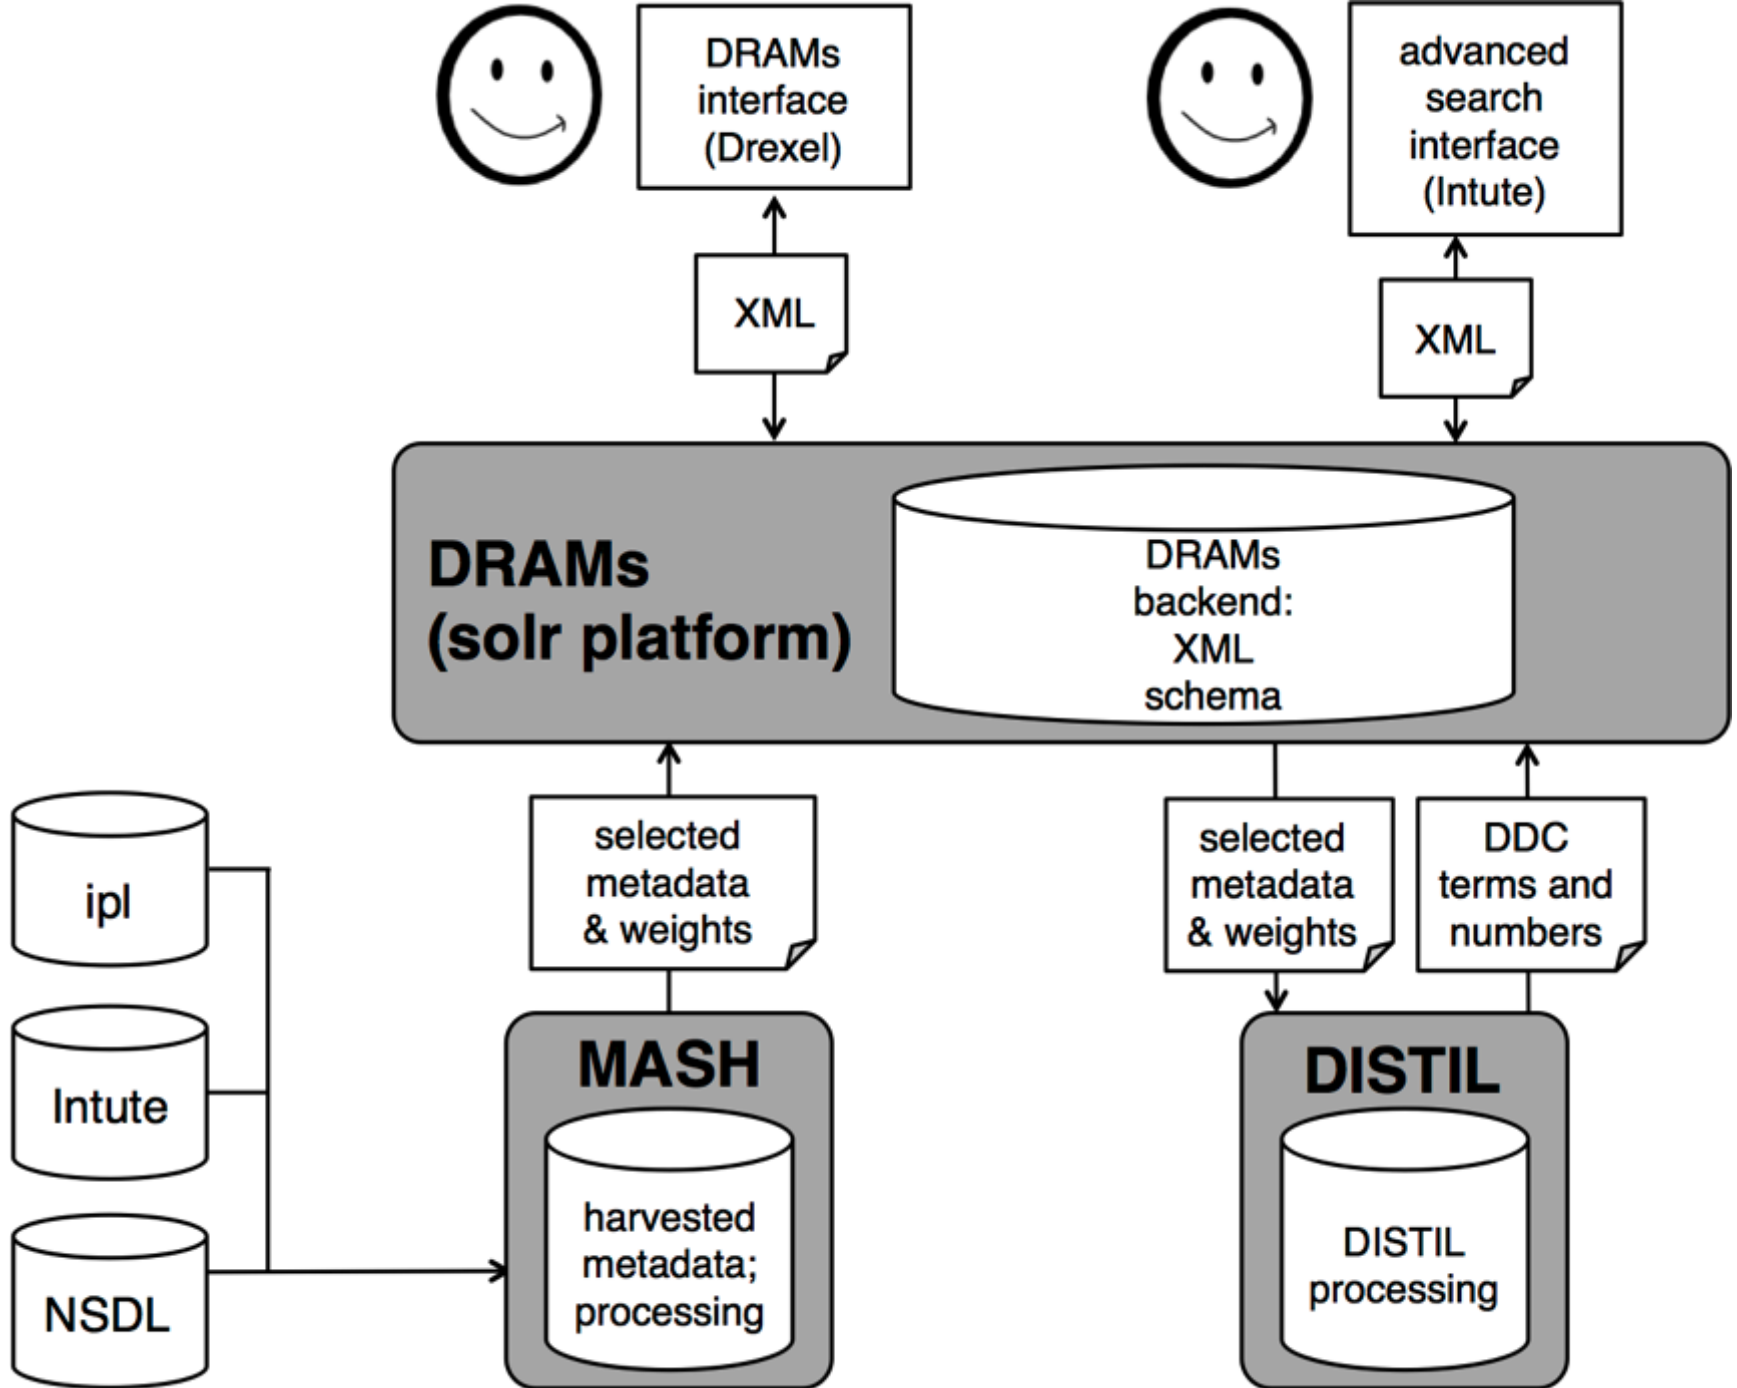 DRAMs
interface
(Drexel)
advanced
search
interface
(Intute)
XML
XML
DRAMs
(solr platform)
DRAMs
backend:
XML
schema
selected
metadata
& weights
selected
metadata
& weights
DDC
terms and
numbers
ipl
Intute
NSDL
MASH
harvested
metadata;
processing
DISTIL
DISTIL
processing